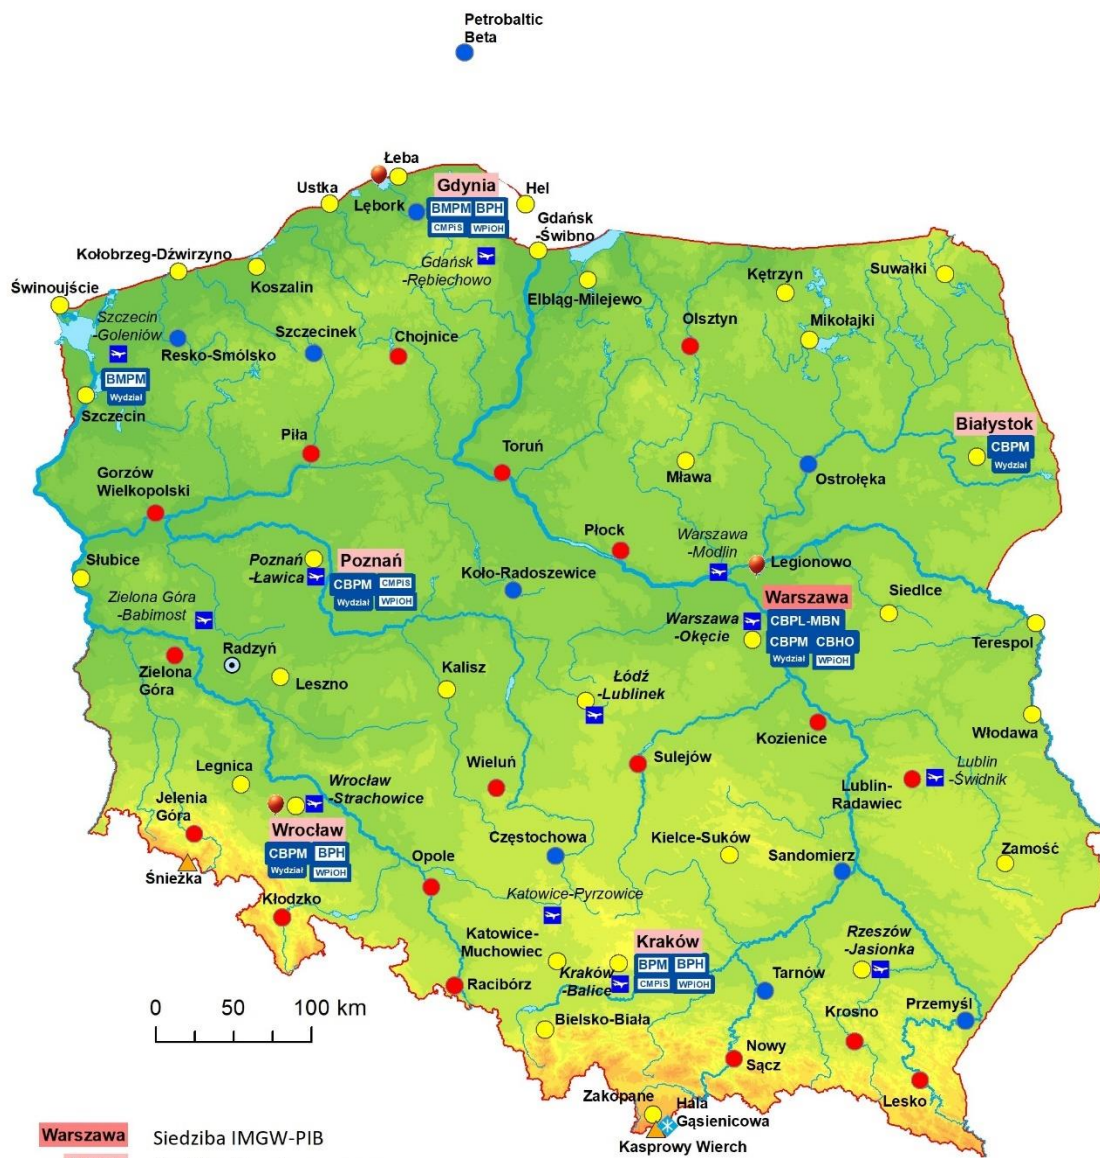 Petrobaltic
Beta
Łeba
Ustka
Gdynia
Hel
Lębork
BMPM BPH
CMPiS WPiOH
Gdańsk
-Świbno
Kołobrzeg-Dźwirzyno
Gdańsk
-Rębiechowo
Koszalin
Kętrzyn
Suwałki
Świnoujście
Elbląg-Milejewo
Szczecin
-Goleniów
Szczecinek
Chojnice
Olsztyn
Mikołajki
Resko-Smólsko
BMPM
Wydział
Szczecin
Białystok
CBPM
Wydział
Piła
Toruń
Mława
Ostrołęka
Gorzów
Wielkopolski
Płock
Warszawa
-Modlin
Legionowo
Słubice
Poznań
-Ławica
Poznań
CBPM CMPiS
Wydział WPiOH
Koło-Radoszewice
Zielona Góra
-Babimost
Warszawa
CBPL-MBN
CBPM CBHO
Wydział WPiOH
Siedlce
Warszawa
-Okęcie
Terespol
Radzyń
Zielona
Góra
Leszno
Kalisz
Łódź
-Lublinek
Kozienice
Włodawa
Legnica
Wrocław
-Strachowice
Wieluń
Sulejów
Lublin
-Świdnik
Lublin-
Radawiec
Jelenia
Góra
Wrocław
CBPM BPH
Wydział WPiOH
Śnieżka
Częstochowa
Kielce-Suków
Sandomierz
Zamość
Opole
Kłodzko
Katowice-Pyrzowice
Katowice-
Muchowiec
Kraków
BPM BPH
CMPiS WPiOH
Kraków
-Balice
Rzeszów
-Jasionka
Racibórz
Tarnów
Przemyśl
0 50 100 km
Bielsko-Biała
Krosno
Nowy
Sącz
Lesko
Zakopane
Hala
Gąsienicowa
Kasprowy Wierch
Warszawa Siedziba IMGW-PIB